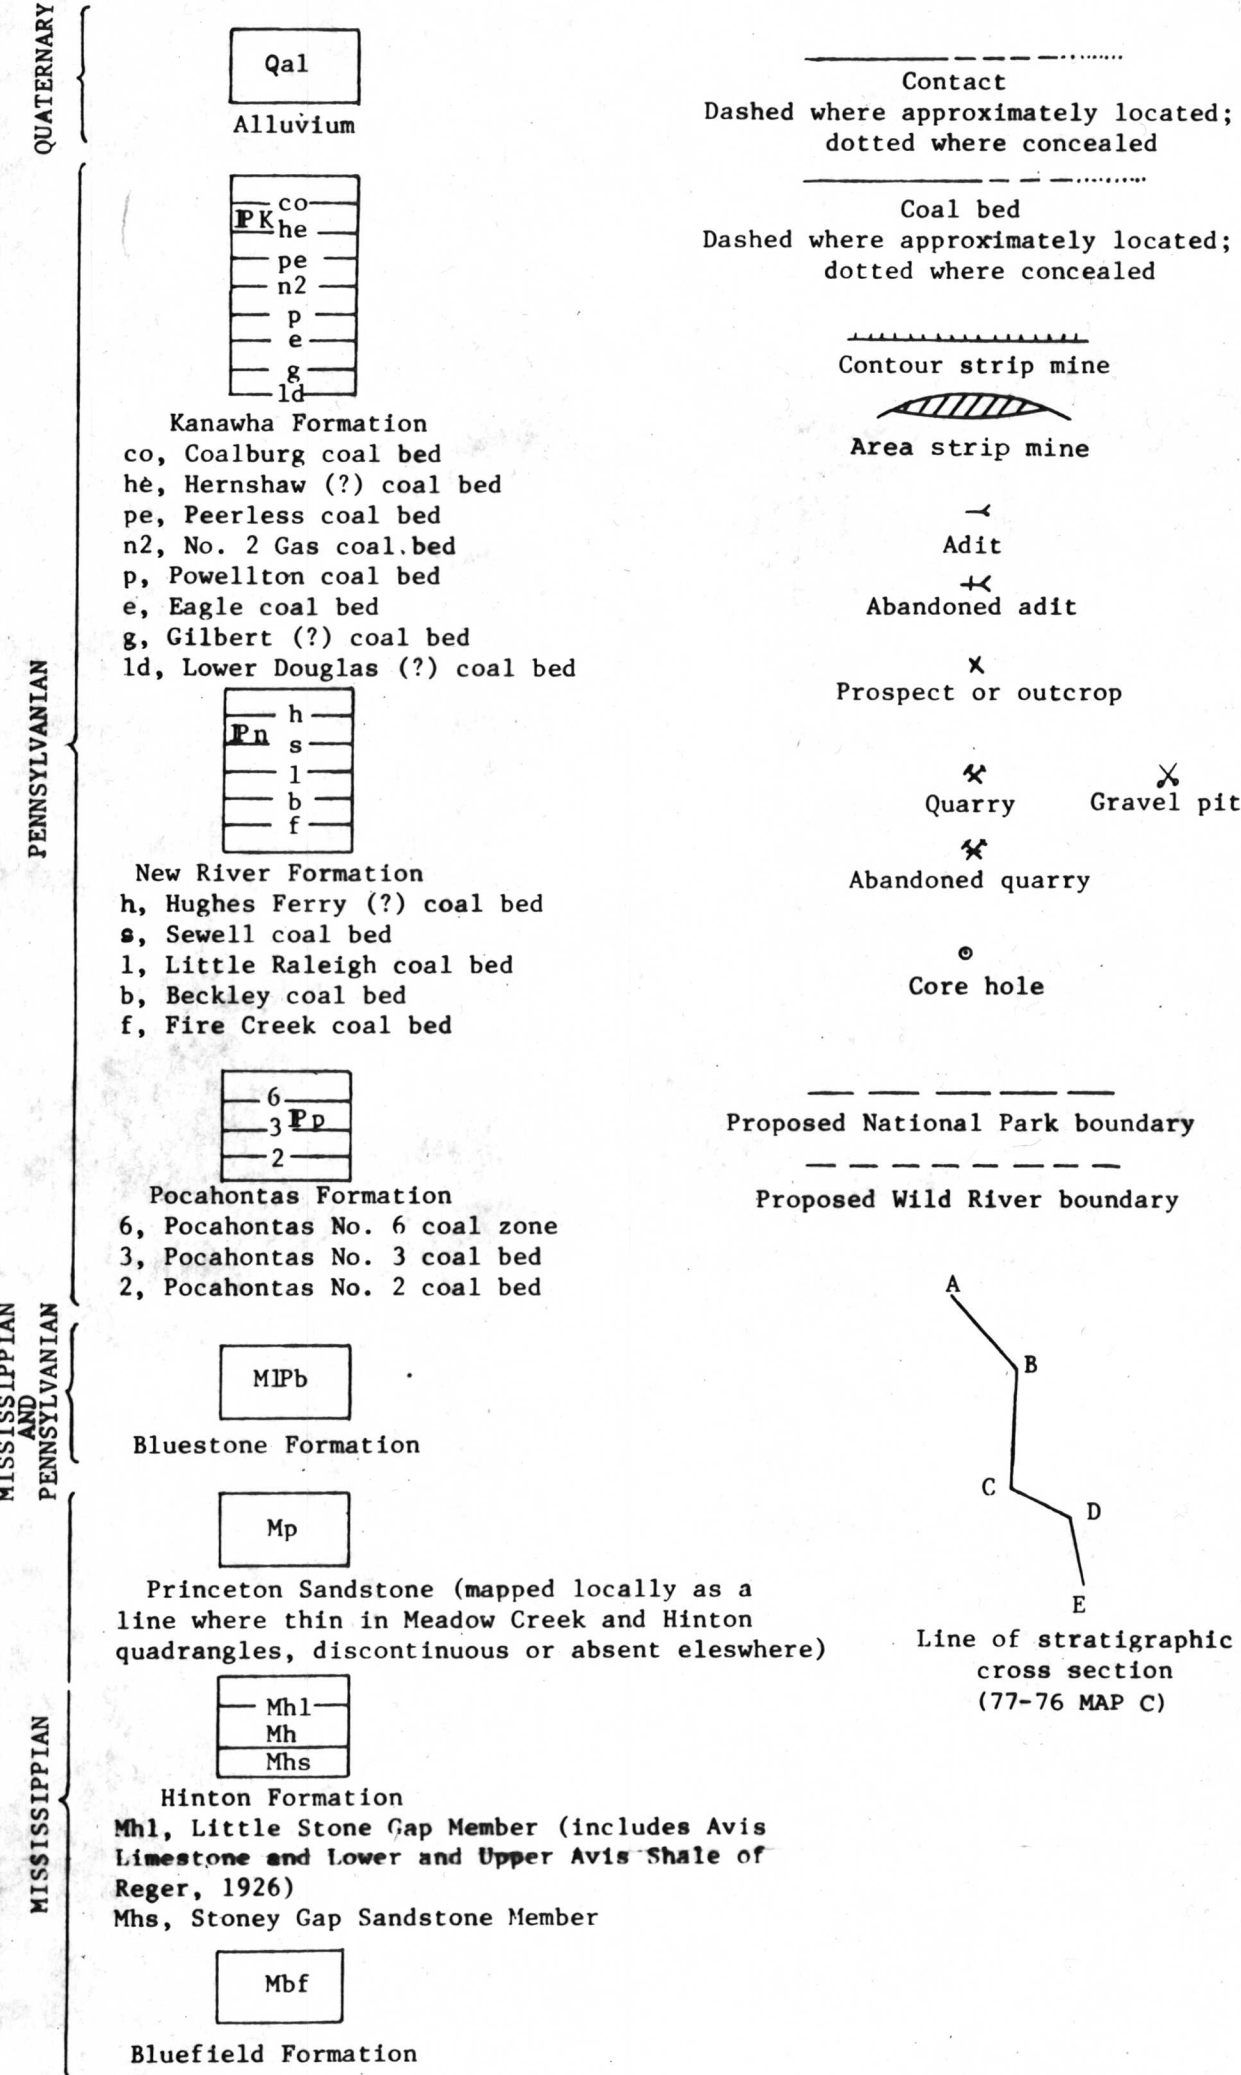 QUATERNARY
Qal
Alluvium
PENNSYLVANIAN
co
PK
he
pe
n2
p
e
g
ld
Kanawha Formation
co, Coalburg coal bed
he, Hernshaw (?) coal bed
pe, Peerless coal bed
n2, No. 2 Gas coal bed
p, Powellton coal bed
e, Eagle coal bed
g, Gilbert (?) coal bed
ld, Lower Douglas (?) coal bed
h
Pn
s
l
b
f
New River Formation
h, Hughes Ferry (?) coal bed
s, Sewell coal bed
l, Little Raleigh coal bed
b, Beckley coal bed
f, Fire Creek coal bed
6
3 Pp
2
Pocahontas Formation
6, Pocahontas No. 6 coal zone
3, Pocahontas No. 3 coal bed
2, Pocahontas No. 2 coal bed
MISSISSIPPIAN
AND
PENNSYLVANIAN
MIPb
Bluestone Formation
MISSISSIPPIAN
Mp
Princeton Sandstone (mapped locally as a
line where thin in Meadow Creek and Hinton
quadrangles, discontinuous or absent eleswhere)
Mhl
Mh
Mhs
Hinton Formation
Mhl, Little Stone Gap Member (includes Avis
Limestone and Lower and Upper Avis Shale of
Reger, 1926)
Mhs, Stoney Gap Sandstone Member
Mbf
Bluefield Formation
Contact
Dashed where approximately located;
dotted where concealed
Coal bed
Dashed where approximately located;
dotted where concealed
Contour strip mine
Area strip mine
Adit
Abandoned adit
Prospect or outcrop
Quarry
Gravel pit
Abandoned quarry
Core hole
Proposed National Park boundary
Proposed Wild River boundary
A
B
C
D
E
Line of stratigraphic
cross section
(77-76 MAP C)